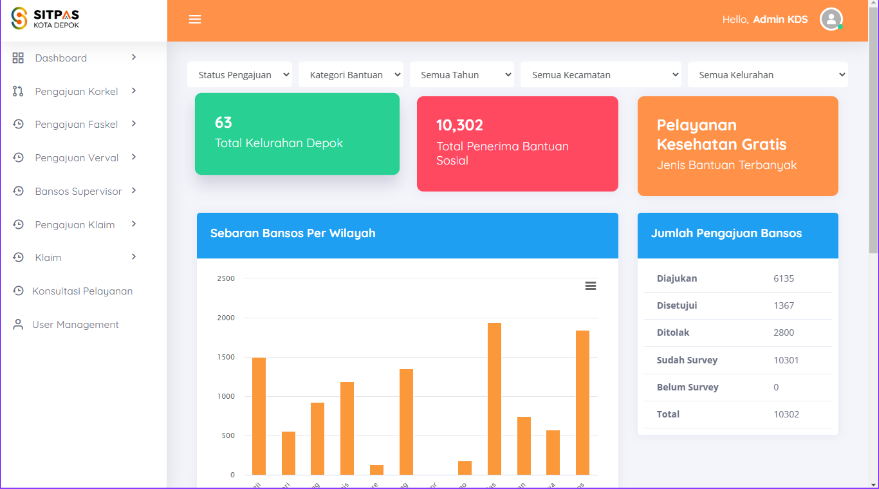 SITPAS
KOTA DEPOK
Hello, Admin KDS
Dashboard
Pengajuan Korkel
Pengajuan Faskel
Pengajuan Verval
Bansos Supervisor
Pengajuan Klaim
Klaim
Konsultasi Pelayanan
User Management
Status Pengajuan
Kategori Bantuan
Semua Tahun
Semua Kecamatan
Semua Kelurahan
63
Total Kelurahan Depok
10,302
Total Penerima Bantuan
Sosial
Pelayanan
Kesehatan Gratis
Jenis Bantuan Terbanyak
Sebaran Bansos Per Wilayah
2500
2000
1500
1000
500
0
Jumlah Pengajuan Bansos
Diajukan 6135
Disetujui 1367
Ditolak 2800
Sudah Survey 10301
Belum Survey 0
Total 10302